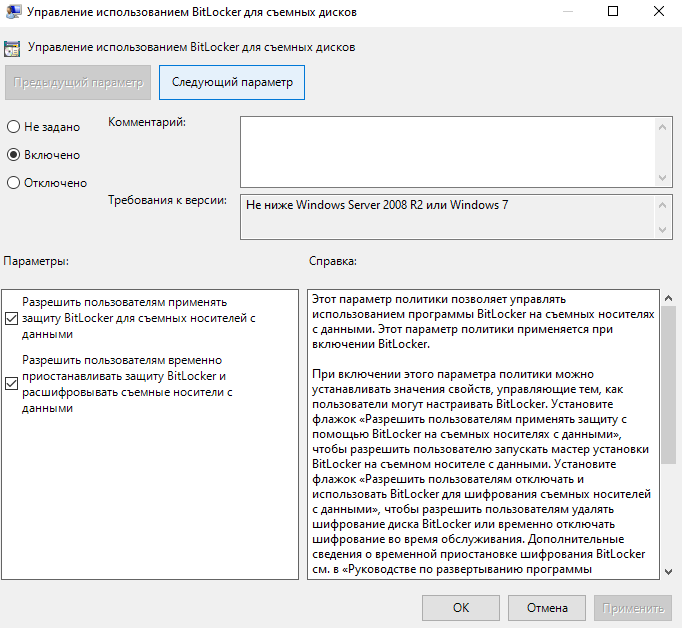 Управление использованием BitLocker для съемных дисков
Управление использованием BitLocker для съемных дисков
Предыдущий параметр
Следующий параметр
Не задано
Включено
Отключено
Комментарий:
Требования к версии:
Не ниже Windows Server 2008 R2 или Windows 7
Параметры:
Справка:
Разрешить пользователям применять
защиту BitLocker для съемных носителей с
данными
Разрешить пользователям временно
приостанавливать защиту BitLocker и
расшифровывать съемные носители с
данными
Этот параметр политики позволяет управлять
использованием программы BitLocker на съемных носителях
с данными. Этот параметр политики применяется при
включении BitLocker.
При включении этого параметра политики можно
устанавливать значения свойств, управляющие тем, как
пользователи могут настраивать BitLocker. Установите
флажок «Разрешить пользователям применять защиту с
помощью BitLocker на съемных носителях с данными»,
чтобы разрешить пользователю запускать мастер установки
BitLocker на съемном носителе с данными. Установите
флажок «Разрешить пользователям отключать и
использовать BitLocker для шифрования съемных носителей
с данными», чтобы разрешить пользователям удалять
шифрование диска BitLocker или временно отключать
шифрование во время обслуживания. Дополнительные
сведения о временной приостановке шифрования BitLocker
см. в «Руководстве по развертыванию программы
ОК
Отмена
Применить